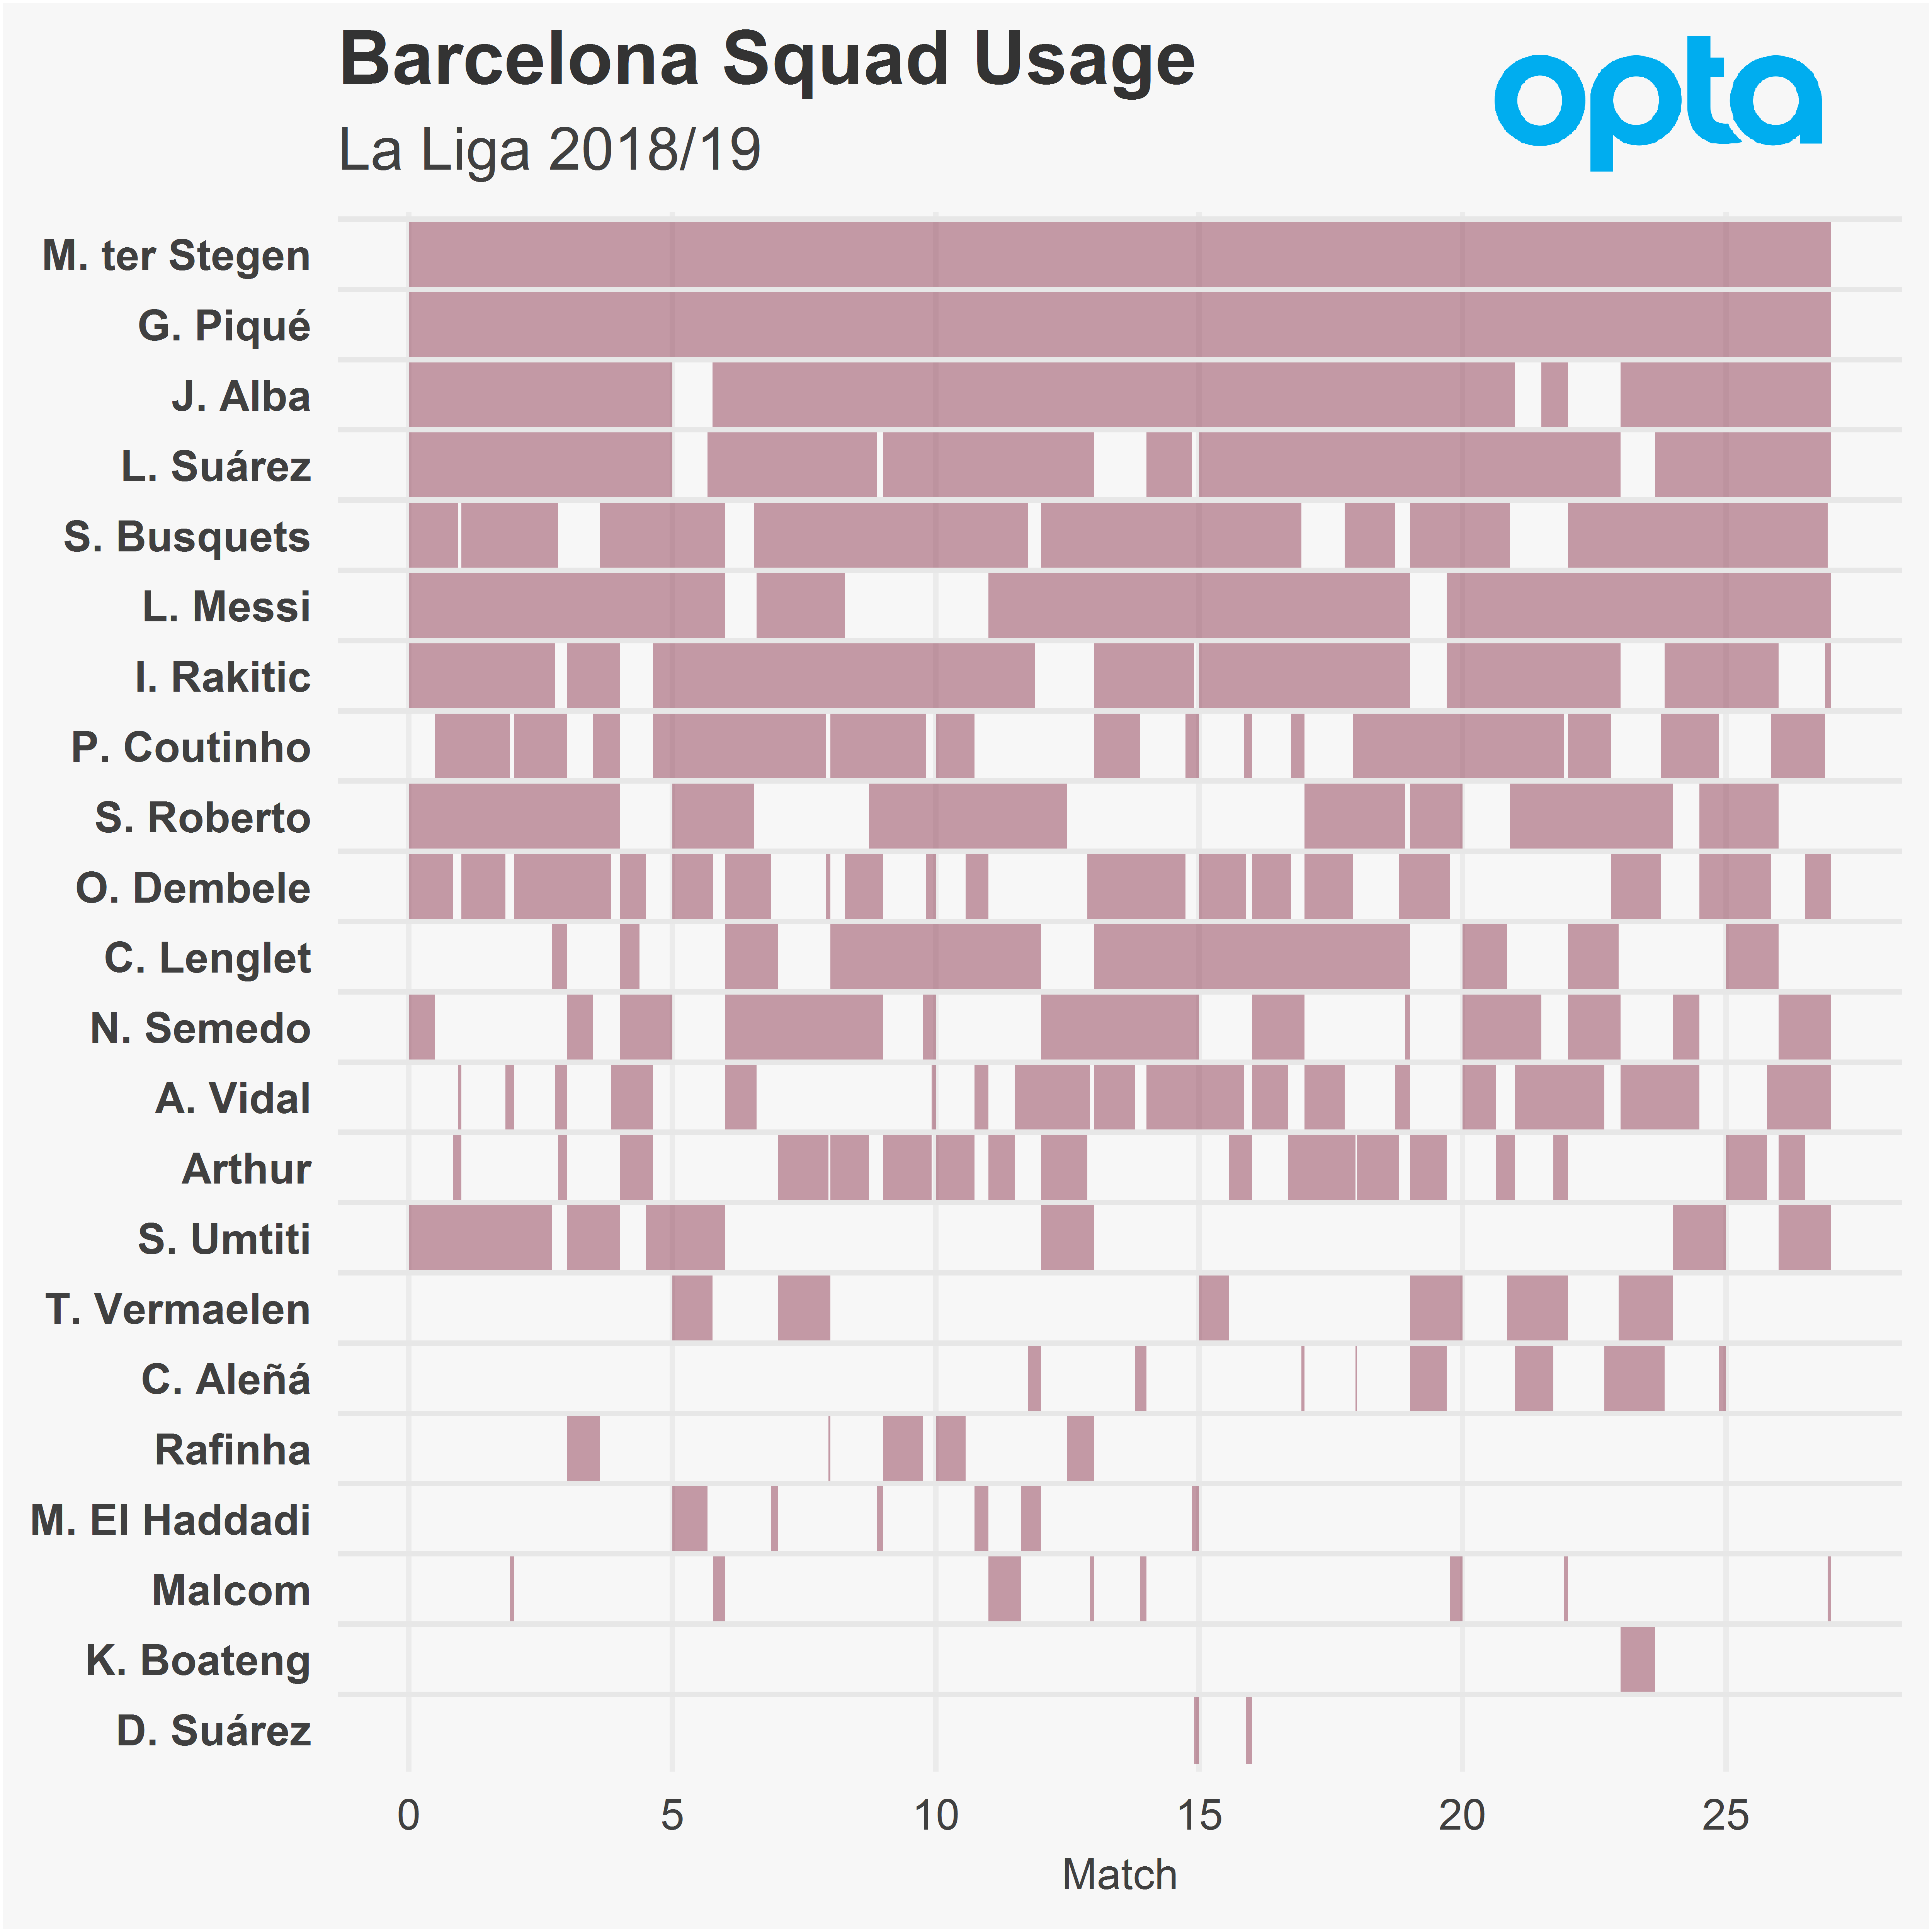 Barcelona Squad Usage
opta
La Liga 2018/19
M. ter Stegen
G. Piqué
J. Alba
L. Suárez
S. Busquets
L. Messi
I. Rakitic
P. Coutinho
S. Roberto
O. Dembele
C. Lenglet
N. Semedo
A. Vidal
Arthur
S. Umtiti
T. Vermaelen
C. Aleñá
Rafinha
M. El Haddadi
Malcom
K. Boateng
D. Suárez
0 5 10 15 20 25
Match